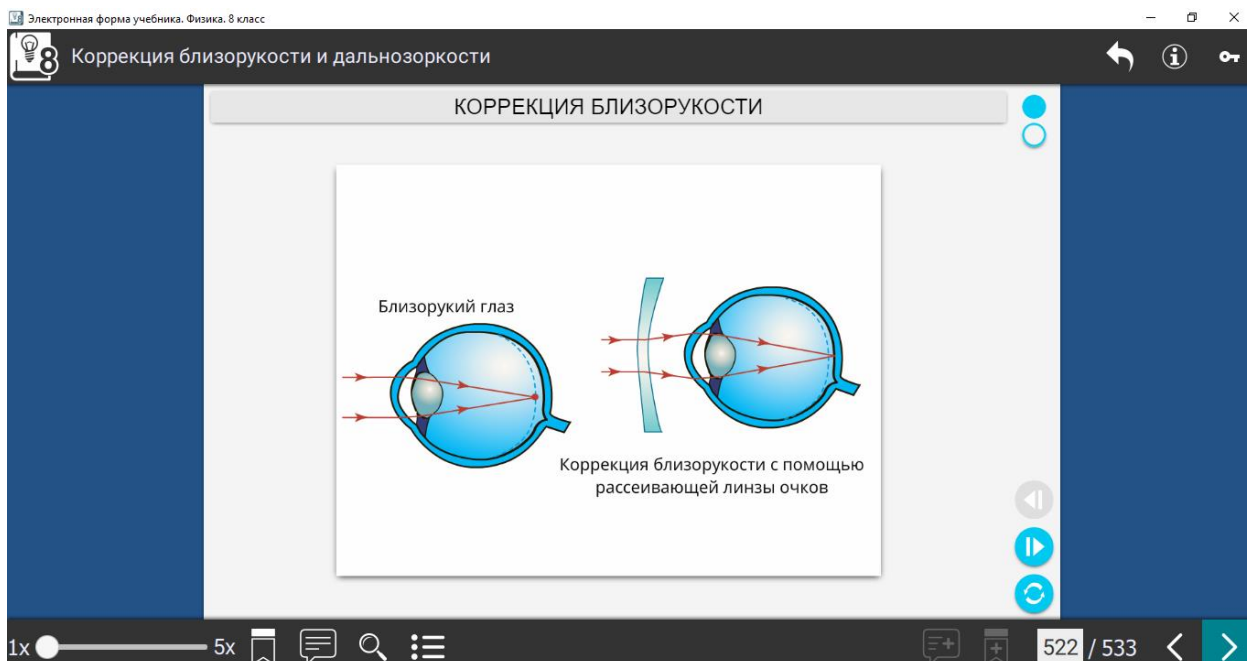 Электронная форма учебника. Физика. 8 класс
8 Коррекция близорукости и дальнозоркости
КОРРЕКЦИЯ БЛИЗОРУКОСТИ
Близорукий глаз
Коррекция близорукости с помощью
рассеивающей линзы очков
1x 5x 522 / 533